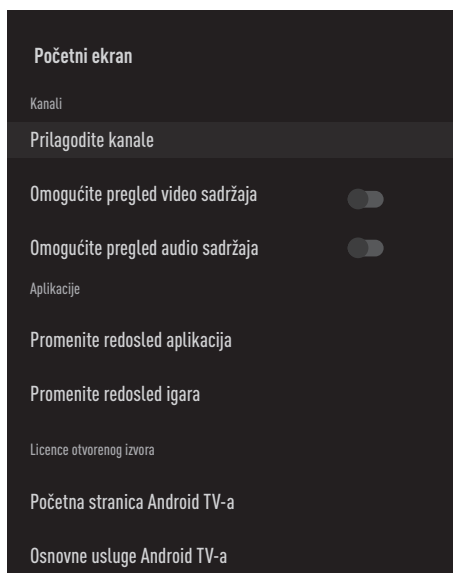 Početni ekran
Kanali
Prilagodite kanale
Omogućite pregled video sadržaja
Omogućite pregled audio sadržaja
Aplikacije
Promenite redosled aplikacija
Promenite redosled igara
Licence otvorenog izvora
Početna stranica Android TV-a
Osnovne usluge Android TV-a